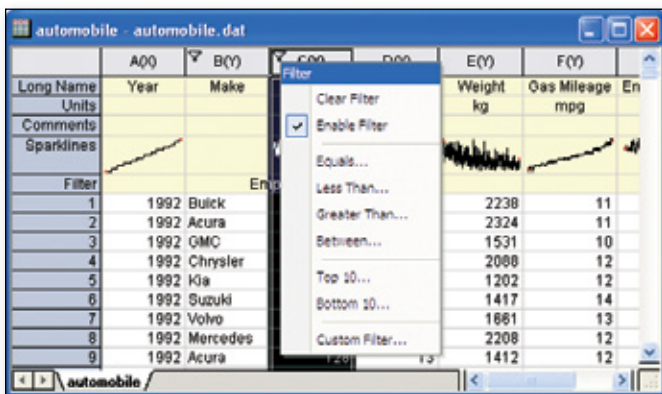 automobile - automobile.dat
A(X) B(Y) C(Y) D(Y) E(Y) F(Y)
Long Name Year Make Weight Gas Mileage En
Units kg mpg
Comments
Sparklines
Filter
1 1992 Buick 2238 11
2 1992 Acura 2324 11
3 1992 GMC 1531 10
4 1992 Chrysler 2088 12
5 1992 Kia 1202 12
6 1992 Suzuki 1417 14
7 1992 Volvo 1661 13
8 1992 Mercedes 2208 12
9 1992 Acura 1412 12
automobile
Filter
Clear Filter
Enable Filter
Equals...
Less Than...
Greater Than...
Between...
Top 10...
Bottom 10...
Custom Filter...